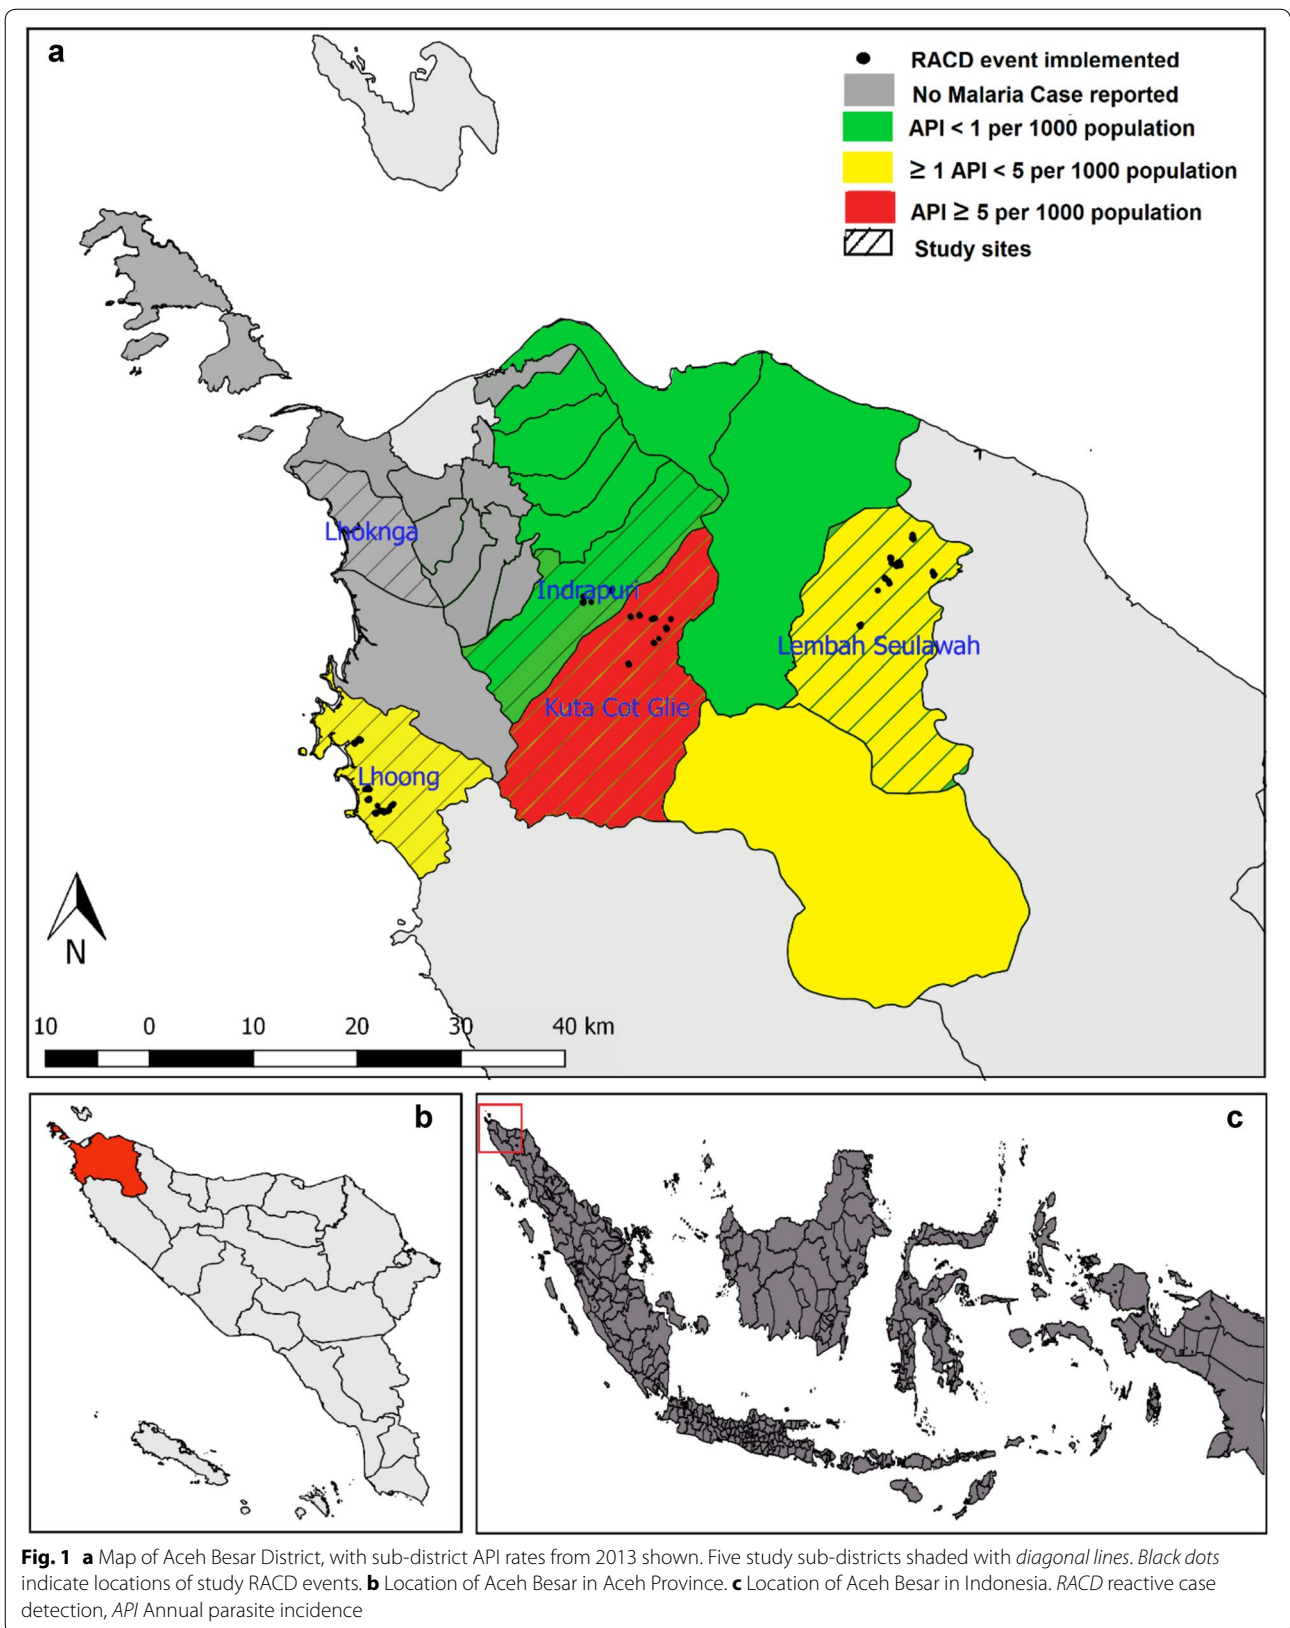 a
RACD event implemented
No Malaria Case reported
API < 1 per 1000 population
≥ 1 API < 5 per 1000 population
API ≥ 5 per 1000 population
Study sites
Lhoknga
Indrapuri
Lembah Seulawah
Kuta Cot Glie
Lhoong
N
10 0 10 20 30 40 km
b
c
Fig. 1 a Map of Aceh Besar District, with sub-district API rates from 2013 shown. Five study sub-districts shaded with diagonal lines. Black dots
indicate locations of study RACD events. b Location of Aceh Besar in Aceh Province. c Location of Aceh Besar in Indonesia. RACD reactive case
detection, API Annual parasite incidence